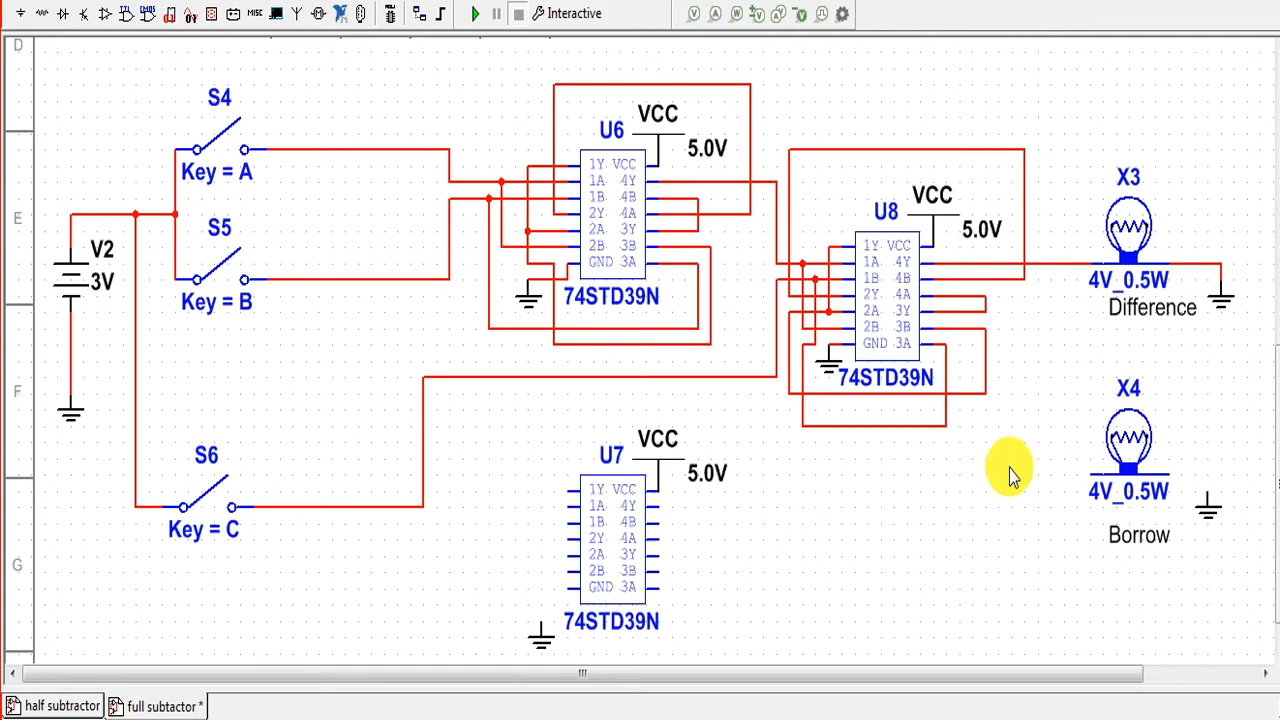 MISC
Interactive
D
E
F
G
S4
Key = A
S5
Key = B
V2
3V
S6
Key = C
VCC
5.0V
U6
1Y VCC
1A 4Y
1B 4B
2Y 4A
2A 3Y
2B 3B
GND 3A
74STD39N
VCC
5.0V
U8
1Y VCC
1A 4Y
1B 4B
2Y 4A
2A 3Y
2B 3B
GND 3A
74STD39N
X3
4V_0.5W
Difference
VCC
5.0V
U7
1Y VCC
1A 4Y
1B 4B
2Y 4A
2A 3Y
2B 3B
GND 3A
74STD39N
X4
4V_0.5W
Borrow
half subtractor
full subtactor *